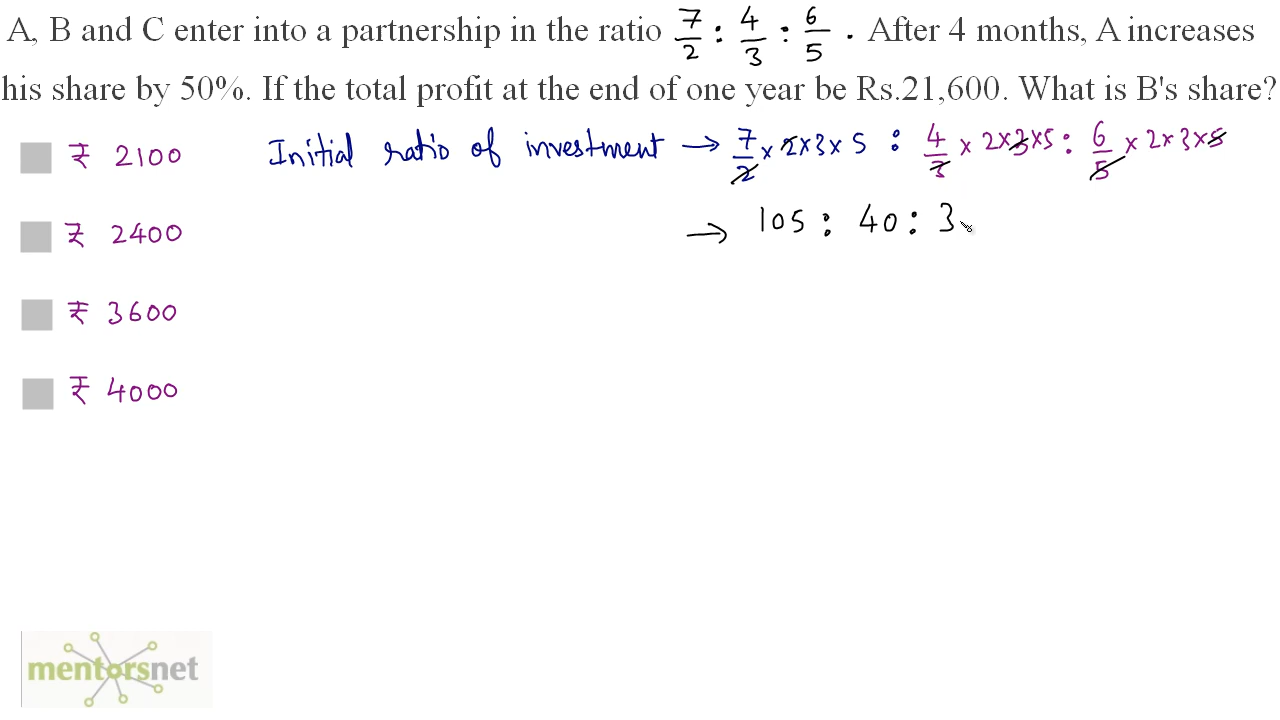 A, B and C enter into a partnership in the ratio 7/2 : 4/3 : 6/5 . After 4 months, A increases
his share by 50%. If the total profit at the end of one year be Rs.21,600. What is B's share?
₹ 2100
Initial ratio of investment → 7/2 × 2×3×5 : 4/3 × 2×3×5 : 6/5 × 2×3×5
→ 105 : 40 : 3
₹ 2400
₹ 3600
₹ 4000
mentorsnet